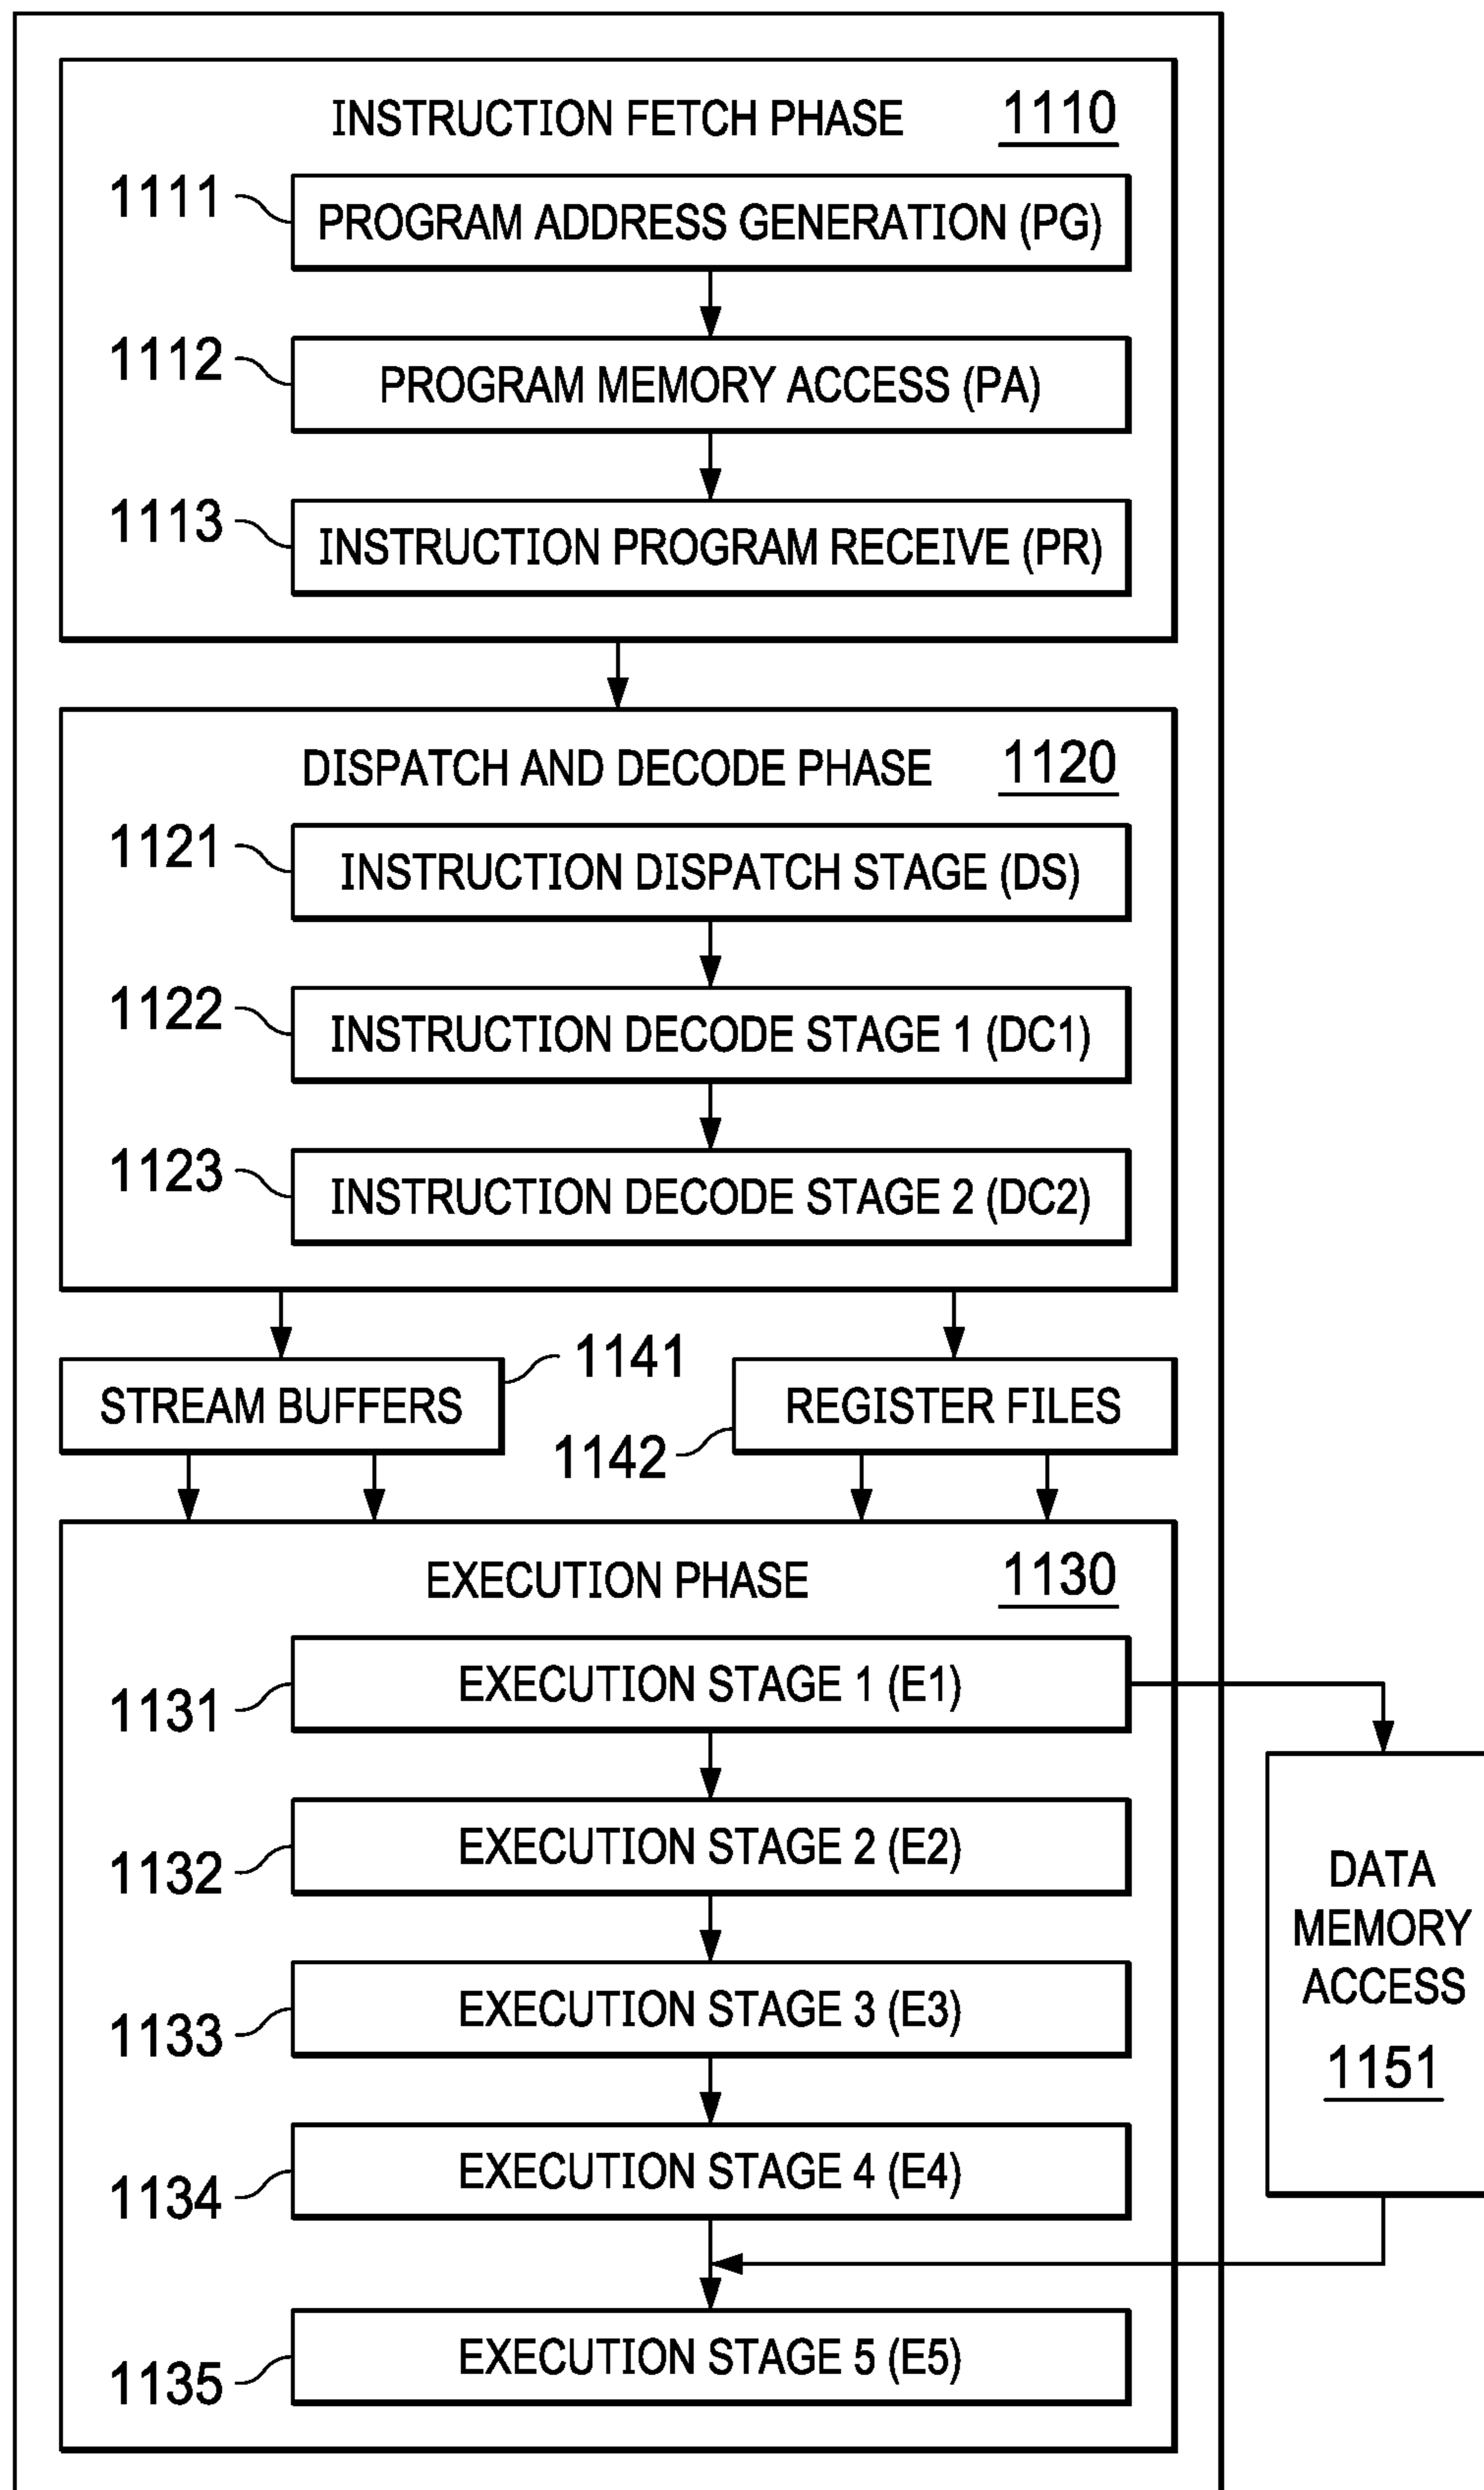 INSTRUCTION FETCH PHASE 1110
1111 PROGRAM ADDRESS GENERATION (PG)
1112 PROGRAM MEMORY ACCESS (PA)
1113 INSTRUCTION PROGRAM RECEIVE (PR)
DISPATCH AND DECODE PHASE 1120
1121 INSTRUCTION DISPATCH STAGE (DS)
1122 INSTRUCTION DECODE STAGE 1 (DC1)
1123 INSTRUCTION DECODE STAGE 2 (DC2)
STREAM BUFFERS 1141
1142 REGISTER FILES
EXECUTION PHASE 1130
1131 EXECUTION STAGE 1 (E1)
1132 EXECUTION STAGE 2 (E2)
1133 EXECUTION STAGE 3 (E3)
1134 EXECUTION STAGE 4 (E4)
1135 EXECUTION STAGE 5 (E5)
DATA
MEMORY
ACCESS
1151